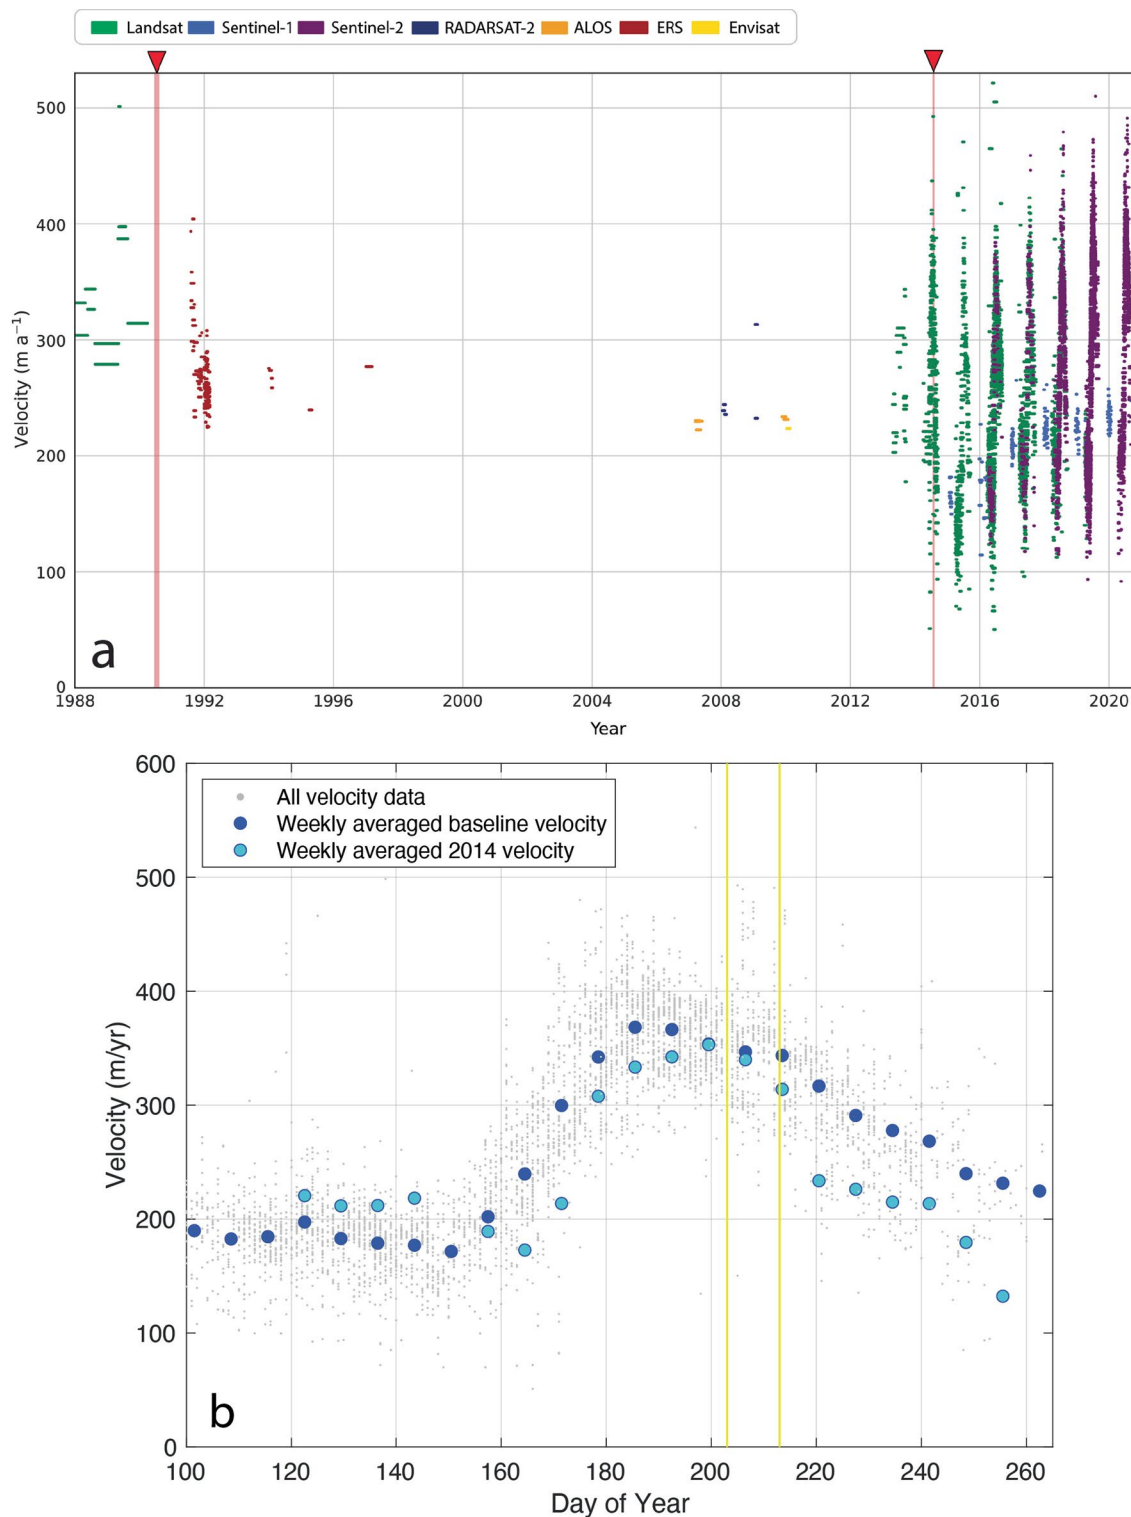 Landsat Sentinel-1 Sentinel-2 RADARSAT-2 ALOS ERS Envisat
500
400
300
200
100
0
Velocity (m a⁻¹)
a
1988 1992 1996 2000 2004 2008 2012 2016 2020
Year
600
500
400
300
200
100
0
Velocity (m/yr)
All velocity data
Weekly averaged baseline velocity
Weekly averaged 2014 velocity
b
100 120 140 160 180 200 220 240 260
Day of Year